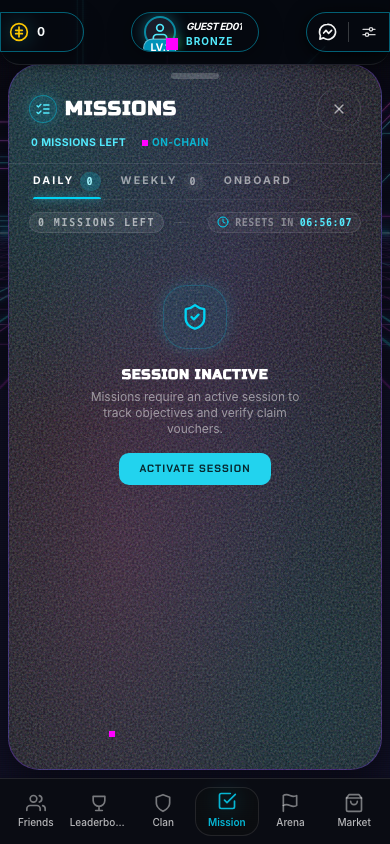 0
GUEST ED0
LV.
BRONZE
MISSIONS
0 MISSIONS LEFT
ON-CHAIN
DAILY 0 WEEKLY 0 ONBOARD
0 MISSIONS LEFT
RESETS IN 06:56:07
SESSION INACTIVE
Missions require an active session to
track objectives and verify claim
vouchers.
ACTIVATE SESSION
Friends Leaderbo... Clan Mission Arena Market